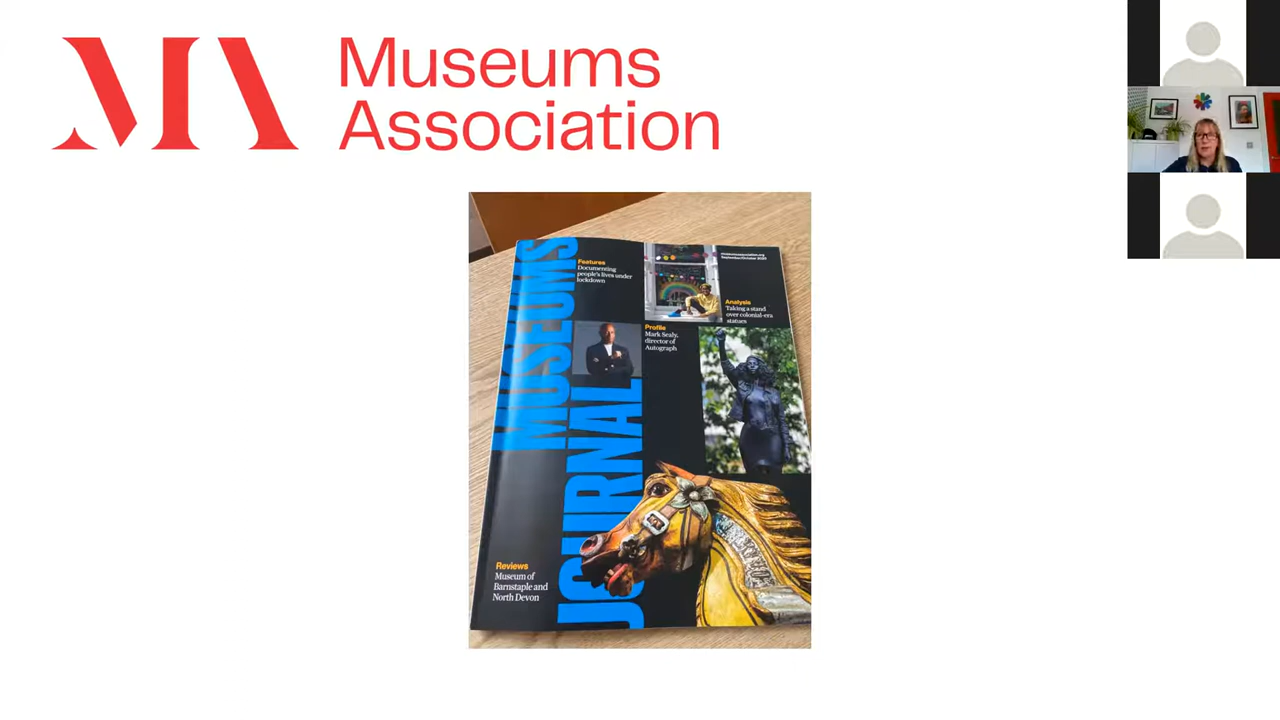 Museums
Association
MUSEUMS
JOURNAL
Features
Documenting
people's lives under
lockdown
Analysis
Taking a stand
over colonial-era
statues
Profile
Mark Sealy,
director of
Autograph
Reviews
Museum of
Barnstaple and
North Devon